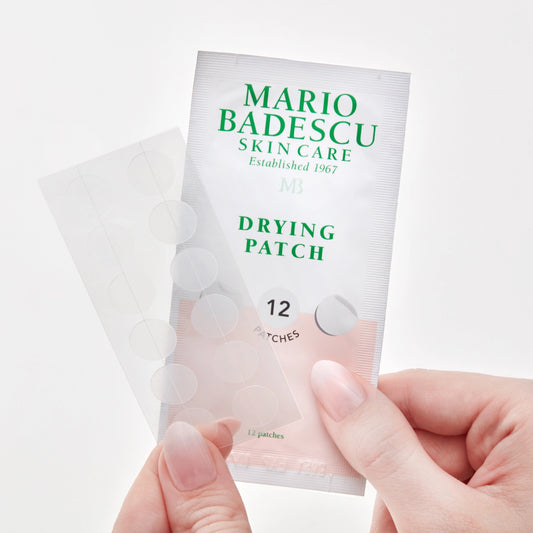 MARIO
BADESCU
SKIN CARE
Established 1967
MB
DRYING
PATCH
12
PATCHES
12 patches